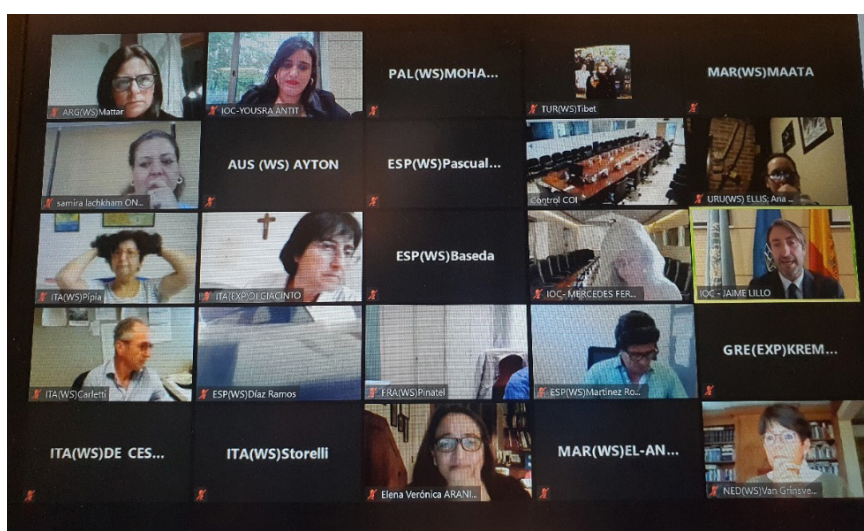 ARG(WS)Mattar
IOC-YOUSRA ANTIT
PAL(WS)MOHA...
TUR(WS)Tibet
MAR(WS)MAATA
samira lachkham ON...
AUS (WS) AYTON
ESP(WS)Pascual...
Control COI
URU(WS) ELLIS; Ana ...
ITA(WS)Pipia
ITA(EXP)DEGIACINTO
ESP(WS)Baseda
IOC- MERCEDES FER...
IOC - JAIME LILLO
ITA(WS)Carletti
ESP(WS)Díaz Ramos
FRA(WS)Pinatel
ESP(WS)Martinez Ro...
GRE(EXP)KREM...
ITA(WS)DE CES...
ITA(WS)Storelli
Elena Verónica ARANI...
MAR(WS)EL-AN...
NED(WS)Van Grinsve...